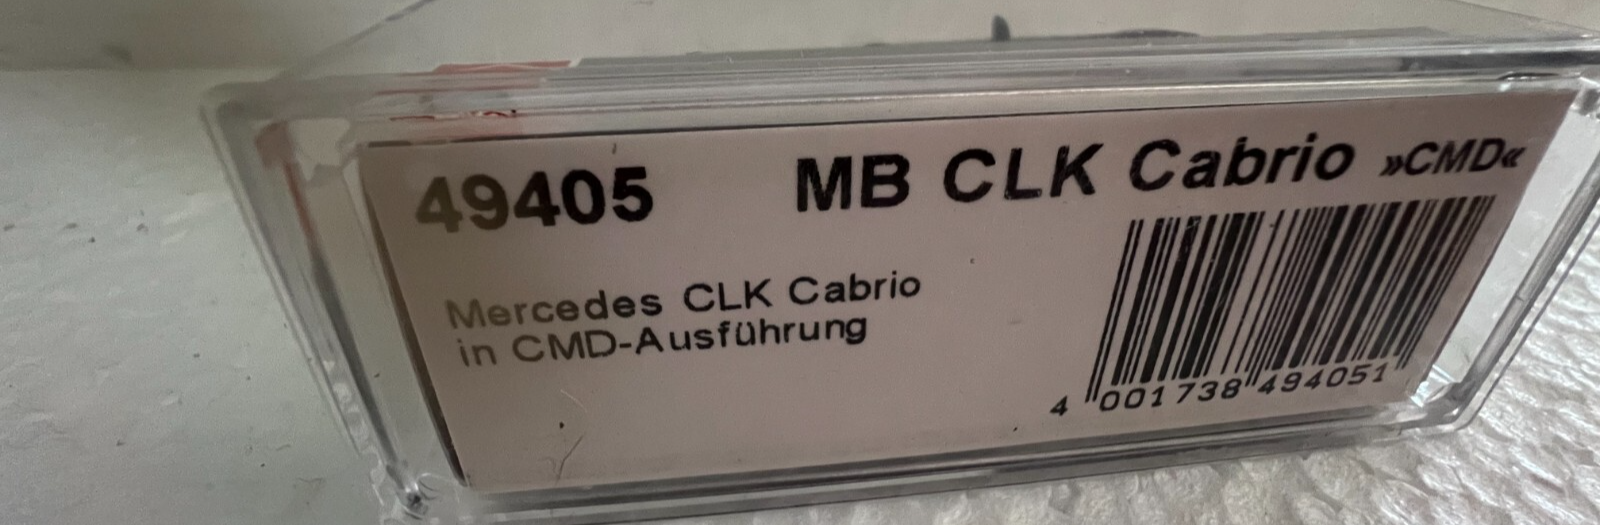 49405 MB CLK Cabrio »CMD«
Mercedes CLK Cabrio
in CMD-Ausführung
4 001738 494051